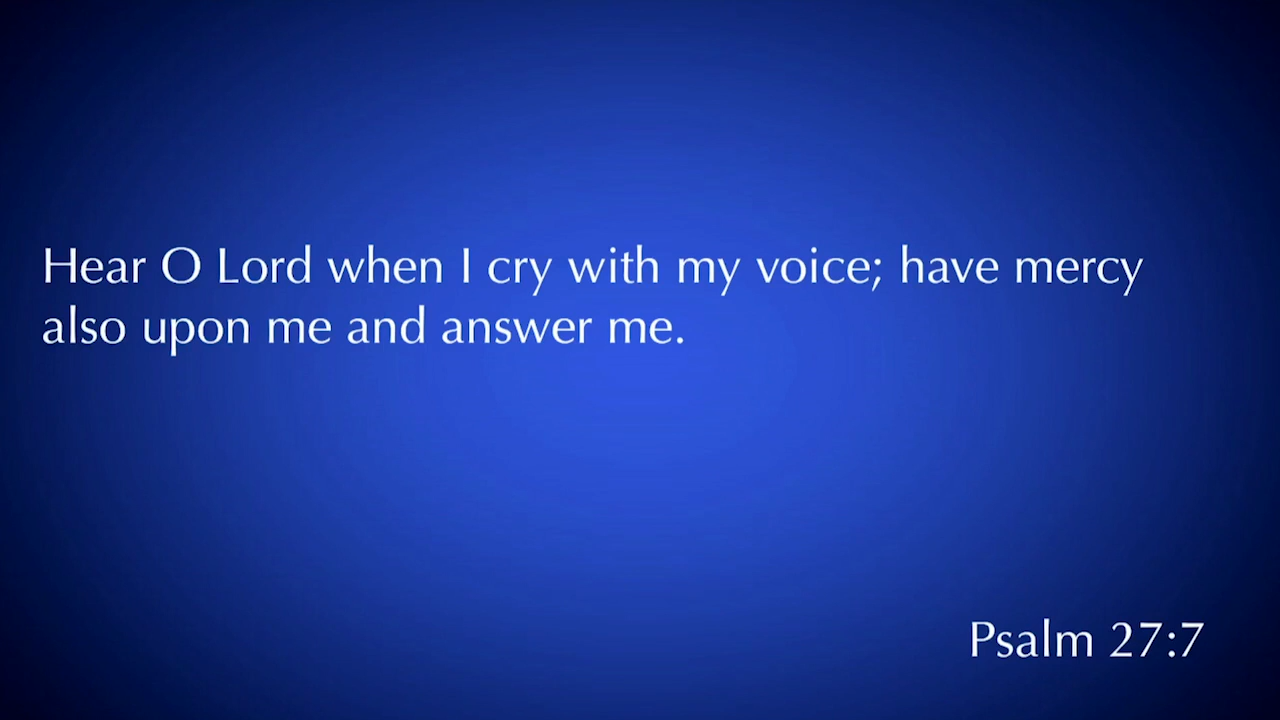 Hear O Lord when I cry with my voice; have mercy
also upon me and answer me.
Psalm 27:7